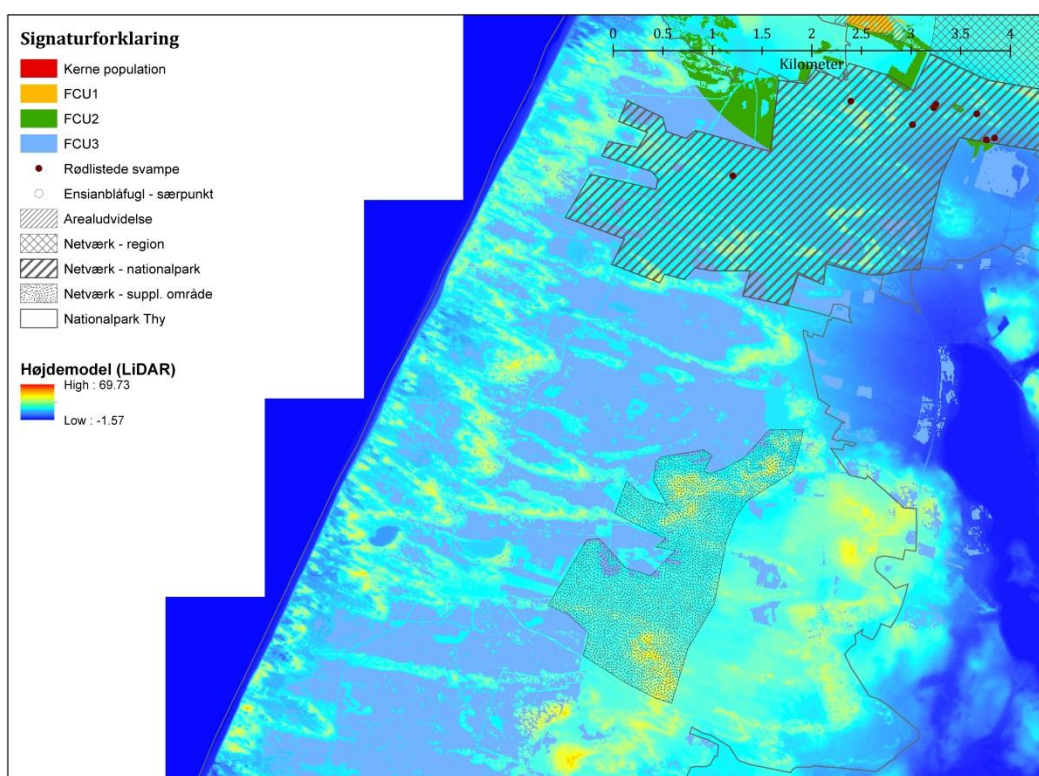 Signaturforklaring
Kerne population
FCU1
FCU2
FCU3
Rødlistede svampe
Ensianblåfugl - særpunkt
Arealudvidelse
Netværk - region
Netværk - nationalpark
Netværk - suppl. område
Nationalpark Thy
Højdemodel (LiDAR)
High : 69.73
Low : -1.57
0 0.5 1 1.5 2 2.5 3 3.5 4
Kilometer